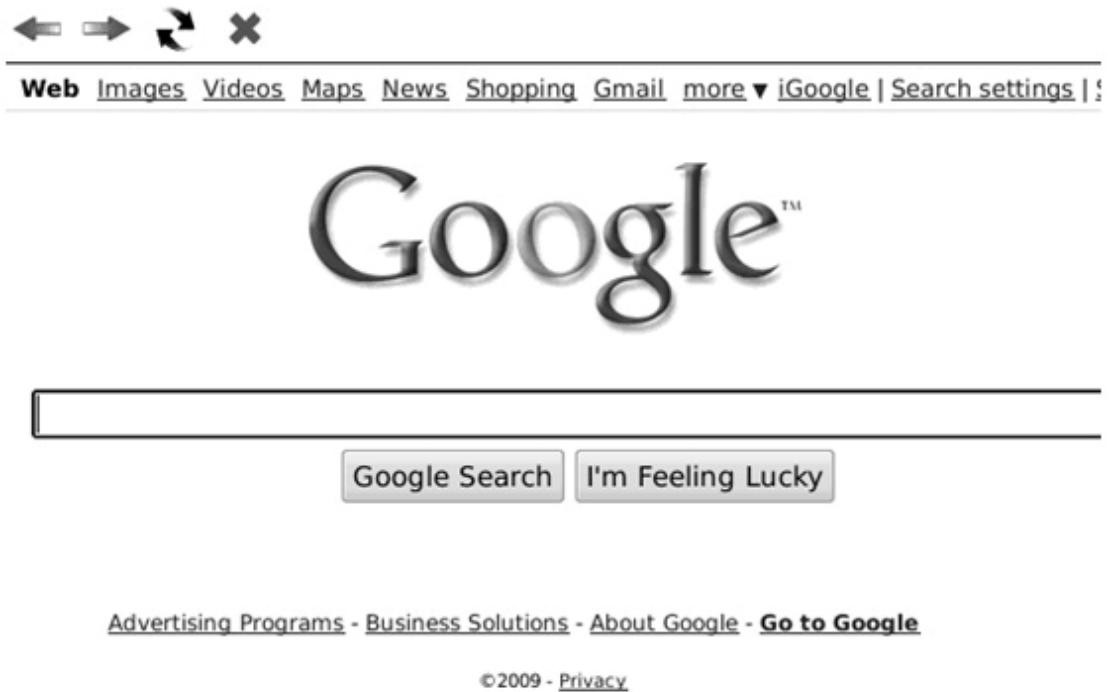 Web Images Videos Maps News Shopping Gmail more ▼ iGoogle | Search settings |
Google™
Google Search I'm Feeling Lucky
Advertising Programs - Business Solutions - About Google - Go to Google
©2009 - Privacy